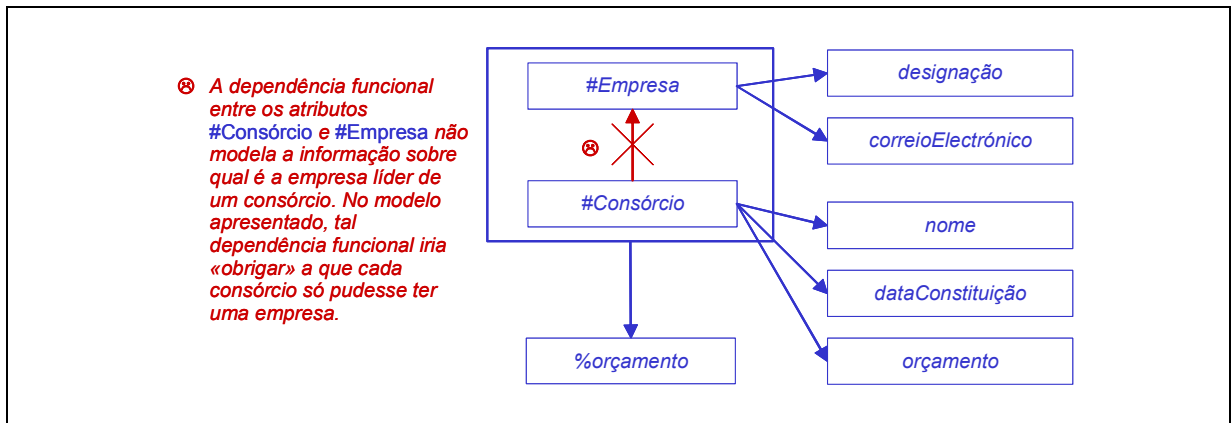 ☹ A dependência funcional
entre os atributos
#Consórcio e #Empresa não
modela a informação sobre
qual é a empresa líder de
um consórcio. No modelo
apresentado, tal
dependência funcional iria
«obrigar» a que cada
consórcio só pudesse ter
uma empresa.
#Empresa
☹
#Consórcio
%orçamento
designação
correioElectrónico
nome
dataConstituição
orçamento